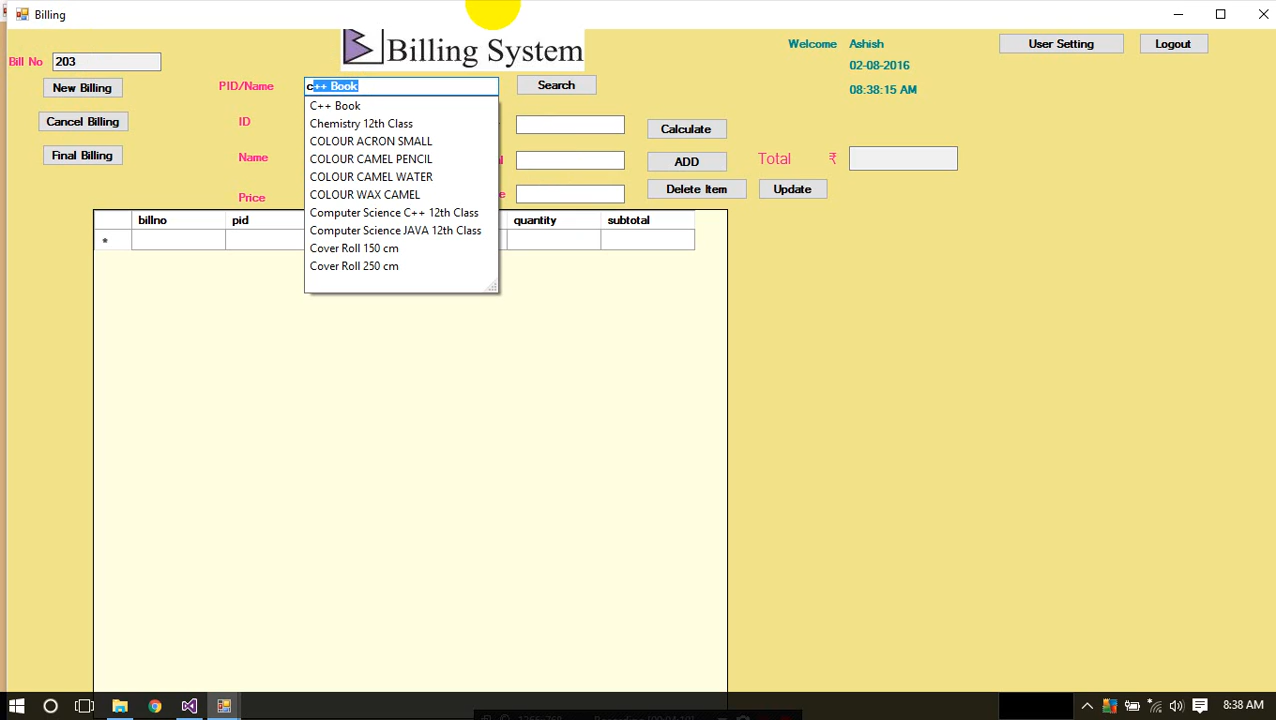 Billing
Billing System
Welcome Ashish
User Setting
Logout
Bill No 203
02-08-2016
New Billing
PID/Name
c++ Book
Search
08:38:15 AM
C++ Book
Cancel Billing
ID
Chemistry 12th Class
Calculate
COLOUR ACRON SMALL
Final Billing
Name
COLOUR CAMEL PENCIL
ADD
Total ₹
COLOUR CAMEL WATER
Price
COLOUR WAX CAMEL
Delete Item
Update
Computer Science C++ 12th Class
billno pid quantity subtotal
Computer Science JAVA 12th Class
*
Cover Roll 150 cm
Cover Roll 250 cm
8:38 AM